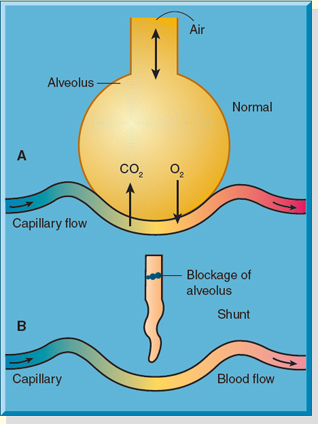 Air
Alveolus
Normal
A
CO2
O2
Capillary flow
Blockage of
alveolus
Shunt
B
Capillary
Blood flow